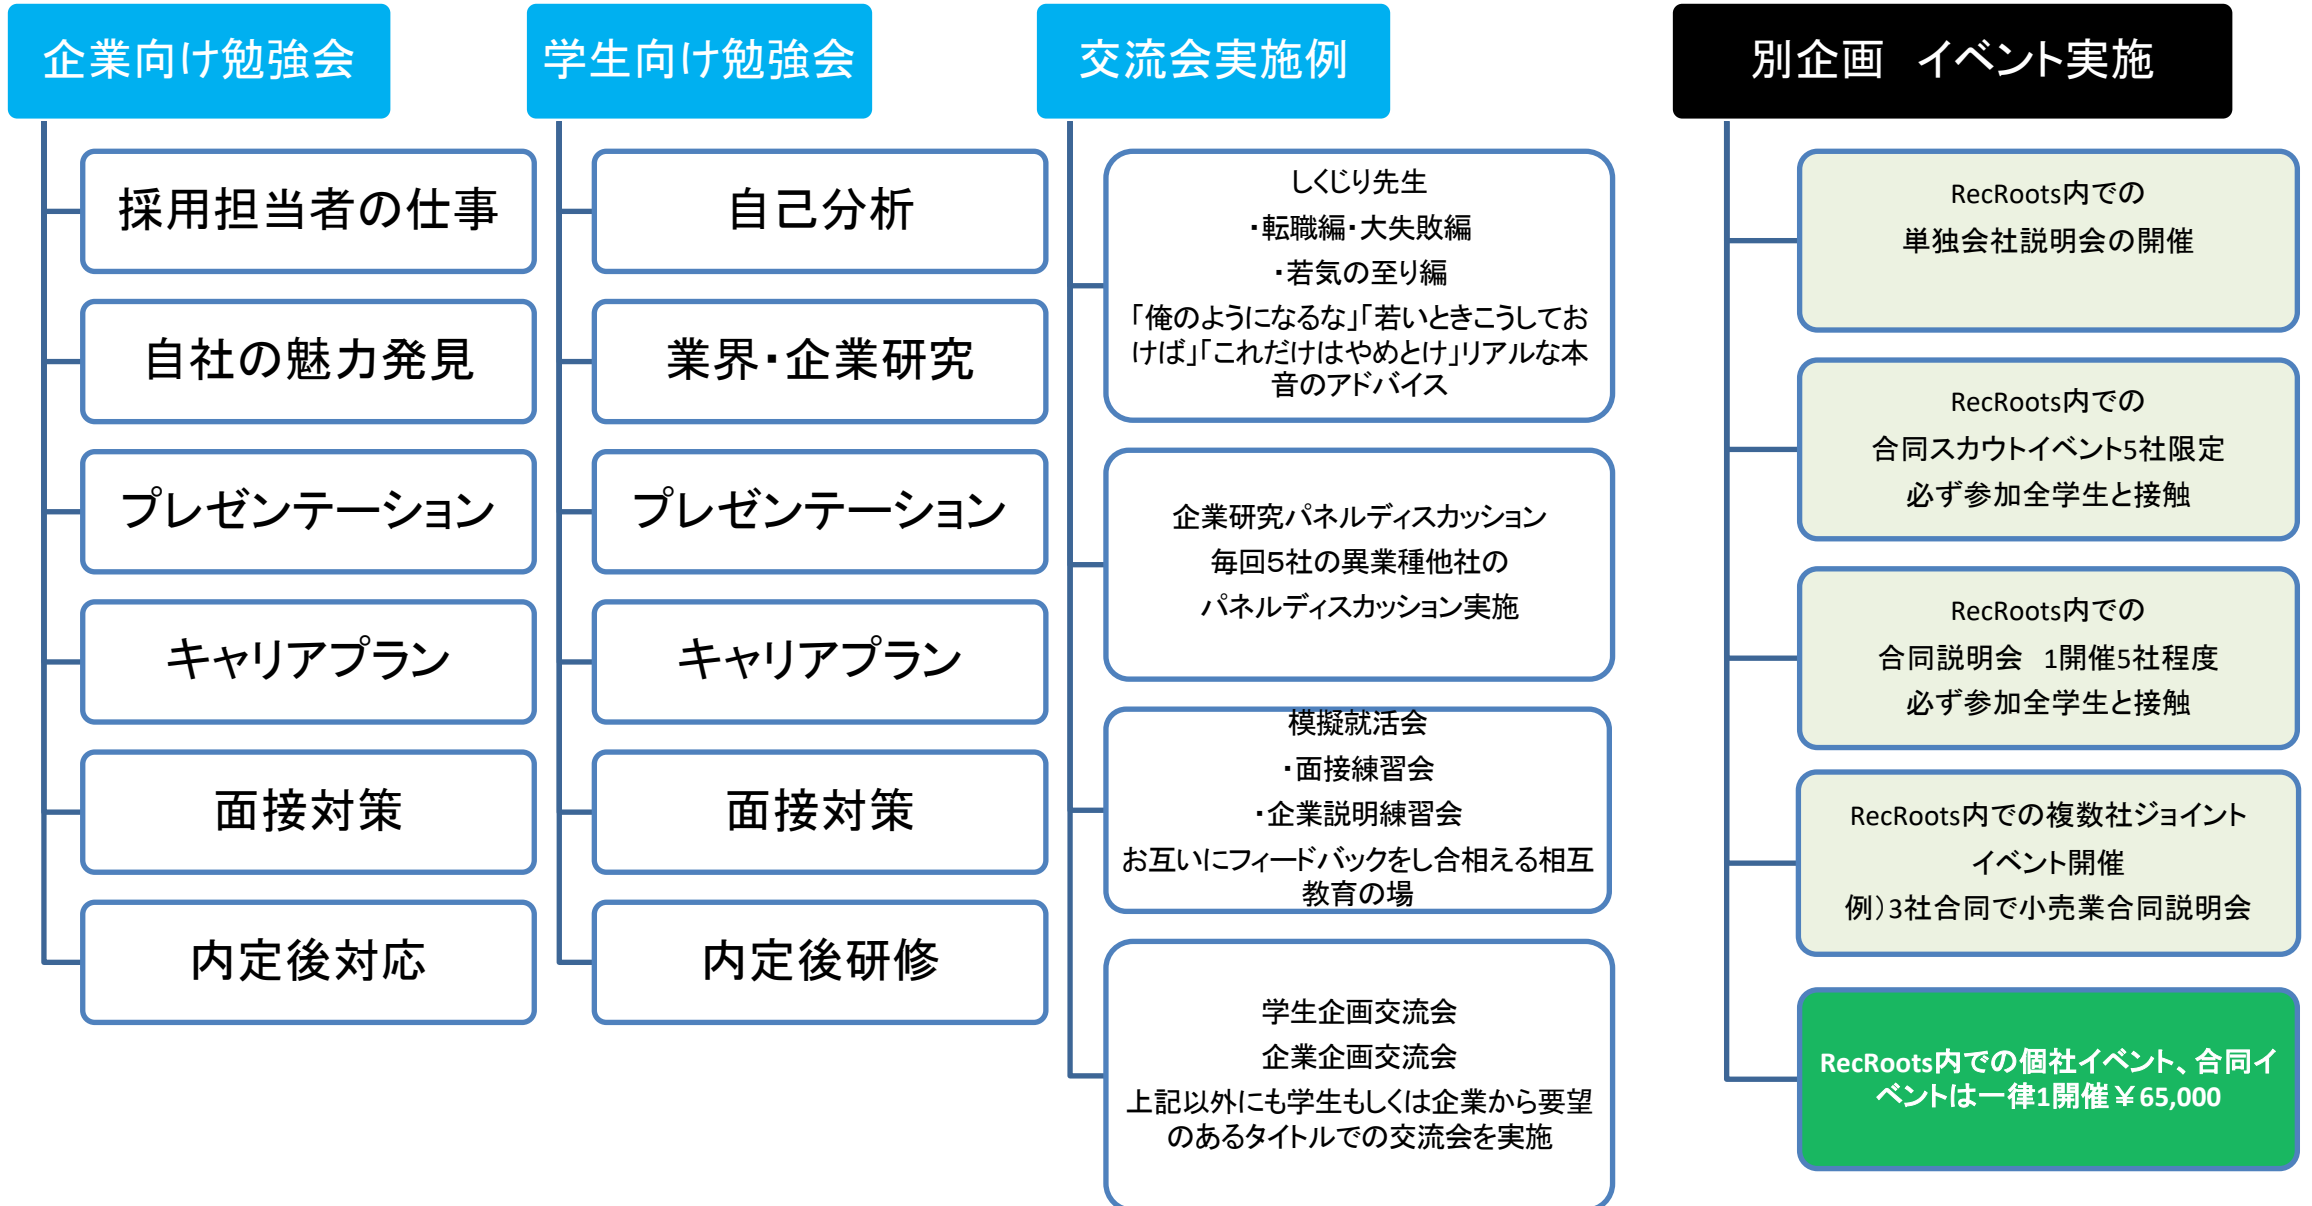 企業向け勉強会
採用担当者の仕事
自社の魅力発見
プレゼンテーション
キャリアプラン
面接対策
内定後対応
学生向け勉強会
自己分析
業界・企業研究
プレゼンテーション
キャリアプラン
面接対策
内定後研修
交流会実施例
しくじり先生
・転職編・大失敗編
・若気の至り編
「俺のようになるな」「若いときこうしてお
けば」「これだけはやめとけ」リアルな本
音のアドバイス
企業研究パネルディスカッション
毎回5社の異業種他社の
パネルディスカッション実施
模擬就活会
・面接練習会
・企業説明練習会
お互いにフィードバックをし合相える相互
教育の場
学生企画交流会
企業企画交流会
上記以外にも学生もしくは企業から要望
のあるタイトルでの交流会を実施
別企画　イベント実施
RecRoots内での
単独会社説明会の開催
RecRoots内での
合同スカウトイベント5社限定
必ず参加全学生と接触
RecRoots内での
合同説明会　1開催5社程度
必ず参加全学生と接触
RecRoots内での複数社ジョイント
イベント開催
例）3社合同で小売業合同説明会
RecRoots内での個社イベント、合同イ
ベントは一律1開催￥65,000